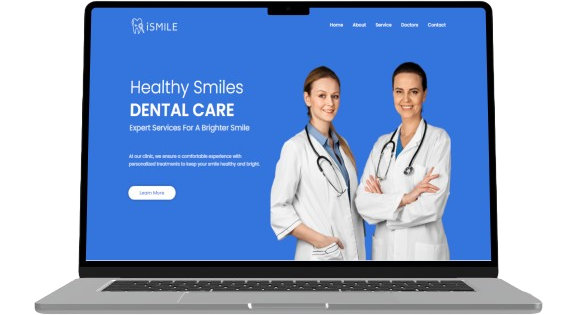 iSMILE
Home About Service Doctors Contact
Healthy Smiles
DENTAL CARE
Expert Services For A Brighter Smile
At our clinic, we ensure a comfortable experience with
personalized treatments to keep your smile healthy and bright.
Learn More